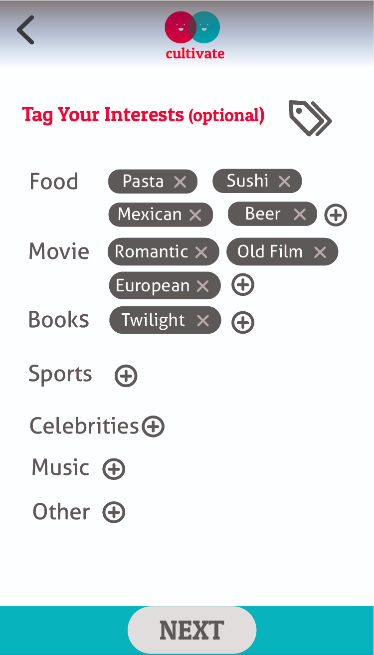 cultivate
Tag Your Interests (optional)
Food Pasta Sushi
Mexican Beer
Movie Romantic Old Film
European
Books Twilight
Sports
Celebrities
Music
Other
NEXT